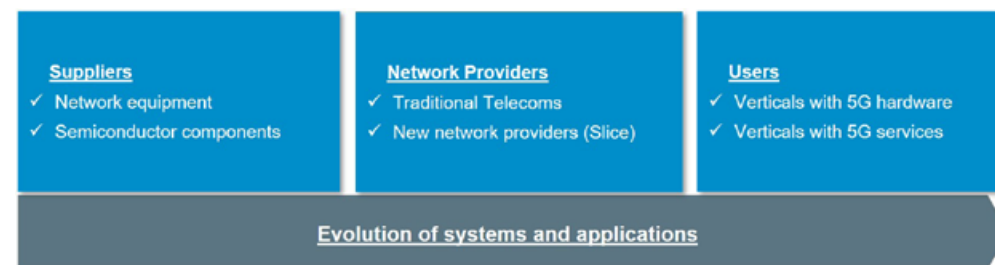 Suppliers
✓ Network equipment
✓ Semiconductor components
Network Providers
✓ Traditional Telecoms
✓ New network providers (Slice)
Users
✓ Verticals with 5G hardware
✓ Verticals with 5G services
Evolution of systems and applications